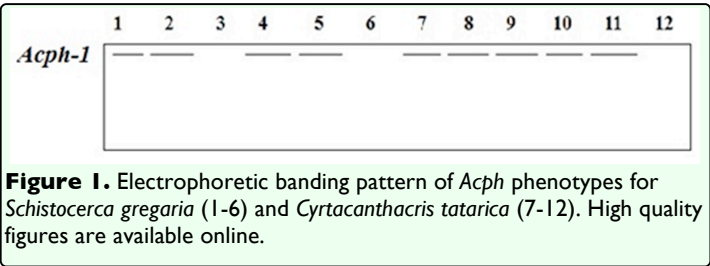 1 2 3 4 5 6 7 8 9 10 11 12
Acph-1
Figure 1. Electrophoretic banding pattern of Acph phenotypes for
Schistocerca gregaria (1-6) and Cyrtacanthacris tatarica (7-12). High quality
figures are available online.